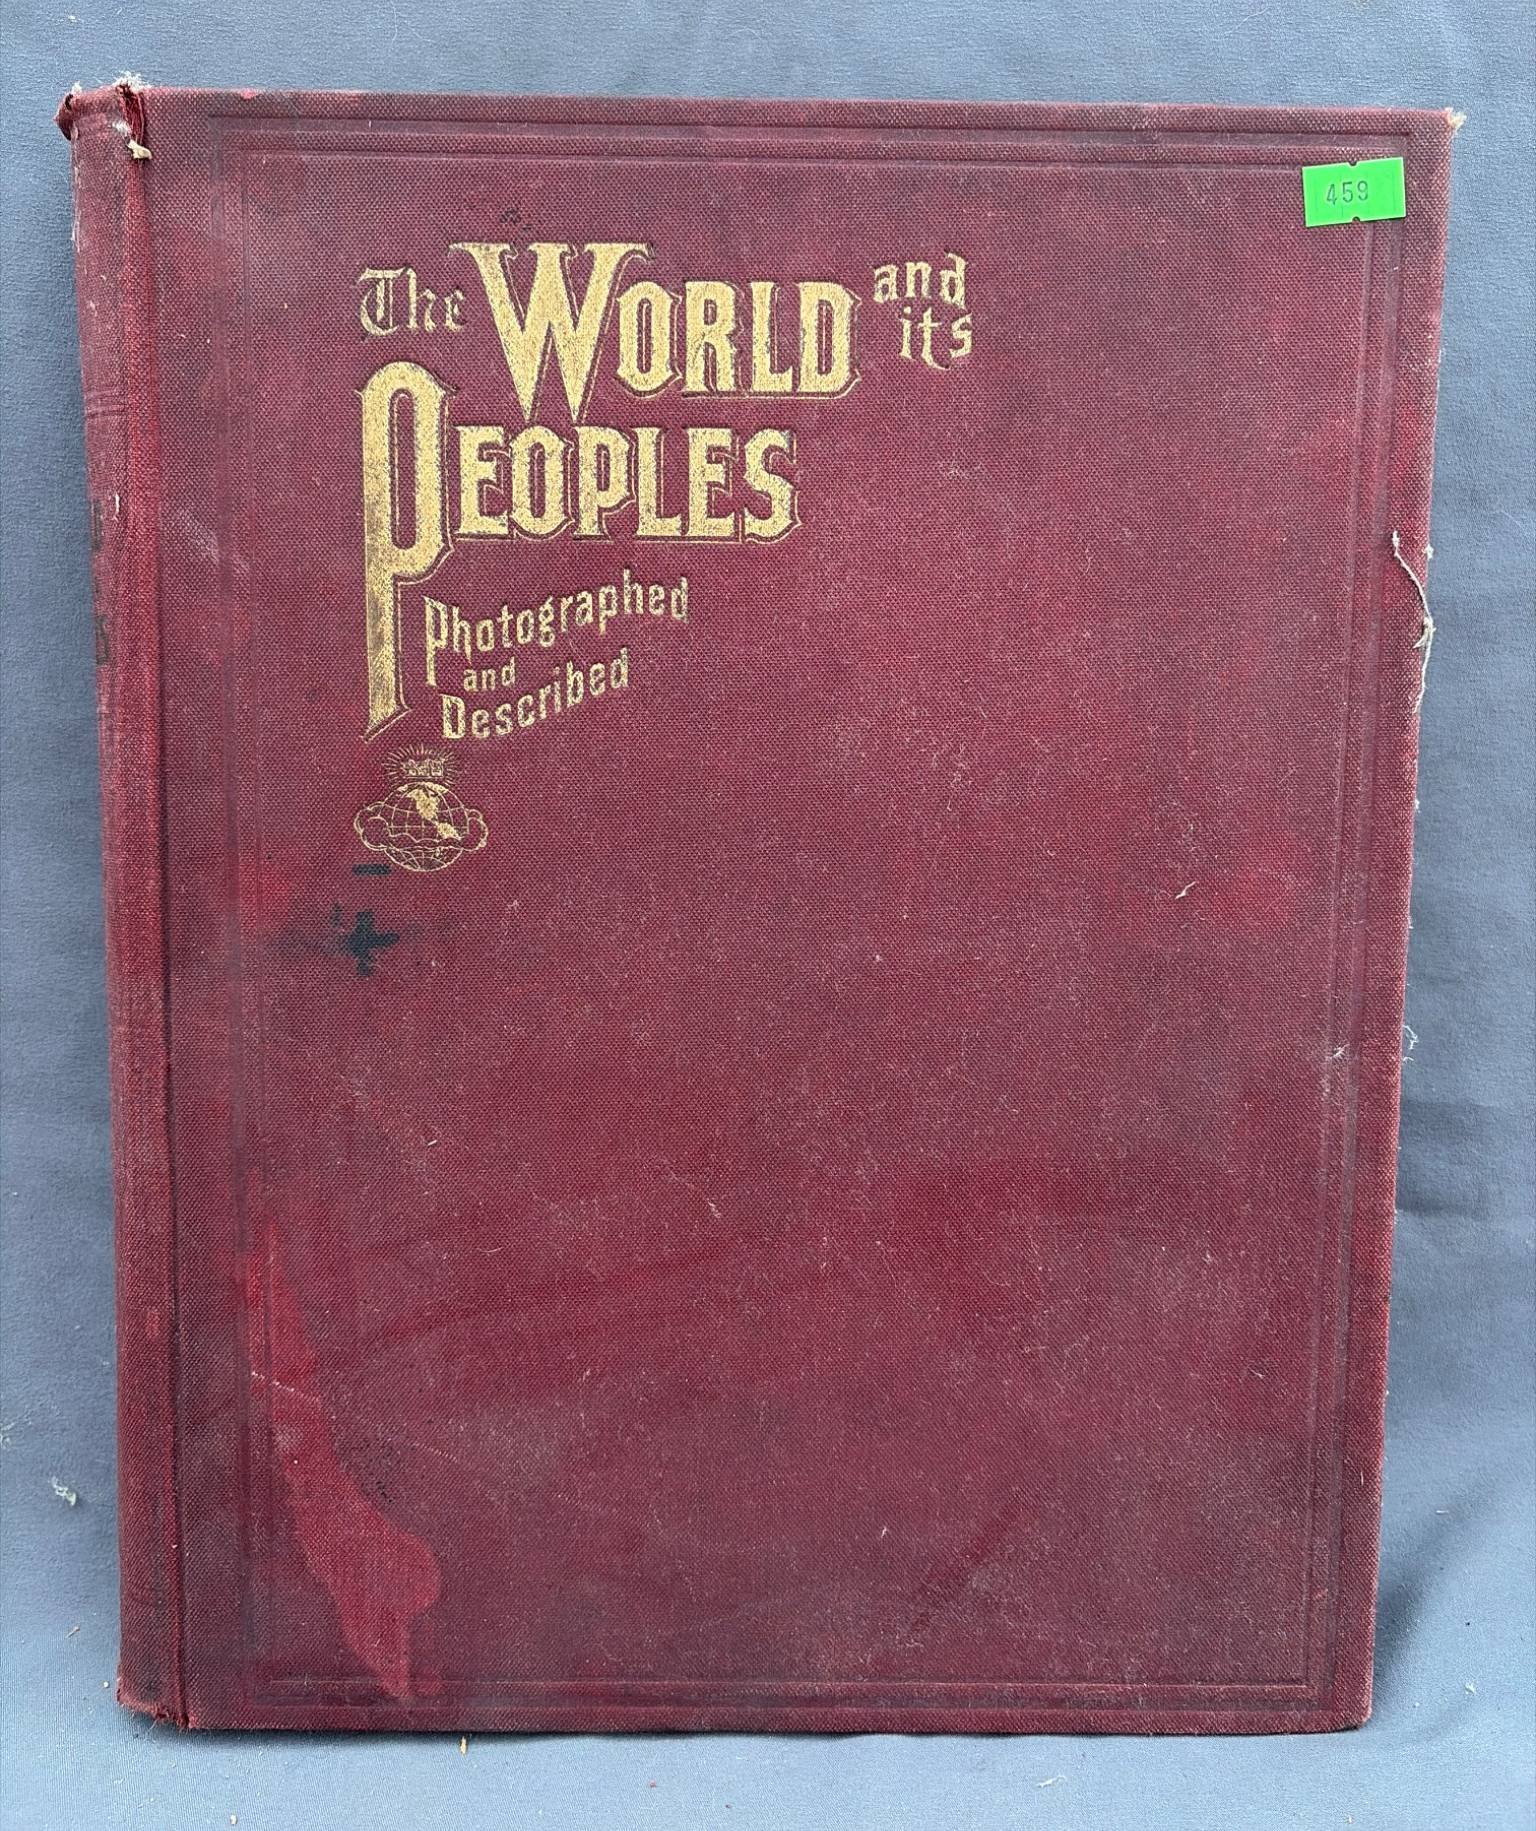 459
The WORLD and its
PEOPLES
Photographed
and
Described